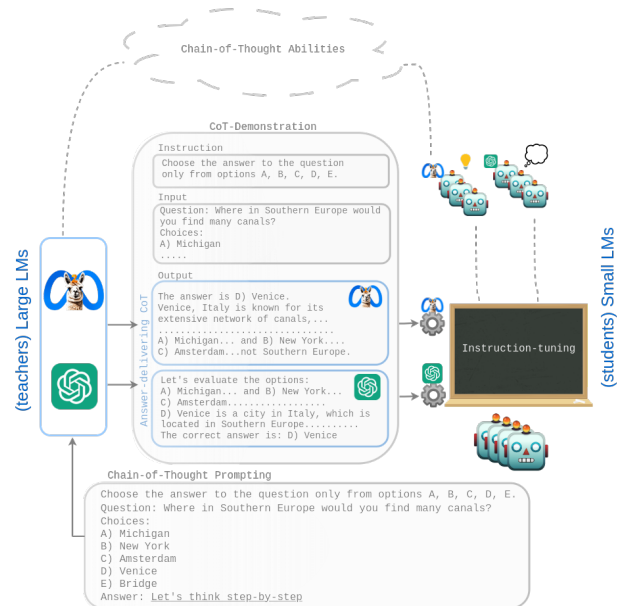 Chain-of-Thought Abilities
CoT-Demonstration
Instruction
Choose the answer to the question
only from options A, B, C, D, E.
Input
Question: Where in Southern Europe would
you find many canals?
Choices:
A) Michigan
.....
Output
The answer is D) Venice.
Venice, Italy is known for its
extensive network of canals,...
................................
A) Michigan... and B) New York....
C) Amsterdam...not Southern Europe.
Let's evaluate the options:
A) Michigan... and B) New York...
C) Amsterdam.................
D) Venice is a city in Italy, which is
located in Southern Europe..........
The correct answer is: D) Venice
Answer-delivering CoT
(teachers) Large LMs
(students) Small LMs
Instruction-tuning
Chain-of-Thought Prompting
Choose the answer to the question only from options A, B, C, D, E.
Question: Where in Southern Europe would you find many canals?
Choices:
A) Michigan
B) New York
C) Amsterdam
D) Venice
E) Bridge
Answer: Let's think step-by-step